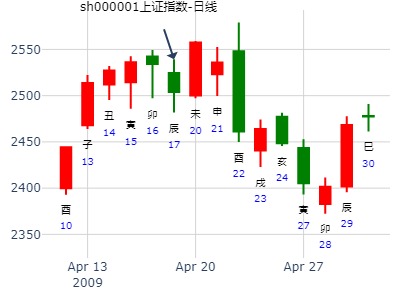 sh000001上证指数-日线
2550
2500
2450
2400
2350
酉
10
子
13
丑
14
寅
15
卯
16
辰
17
未
20
申
21
酉
22
戌
23
亥
24
寅
27
卯
28
辰
29
巳
30
Apr 13
2009
Apr 20
Apr 27